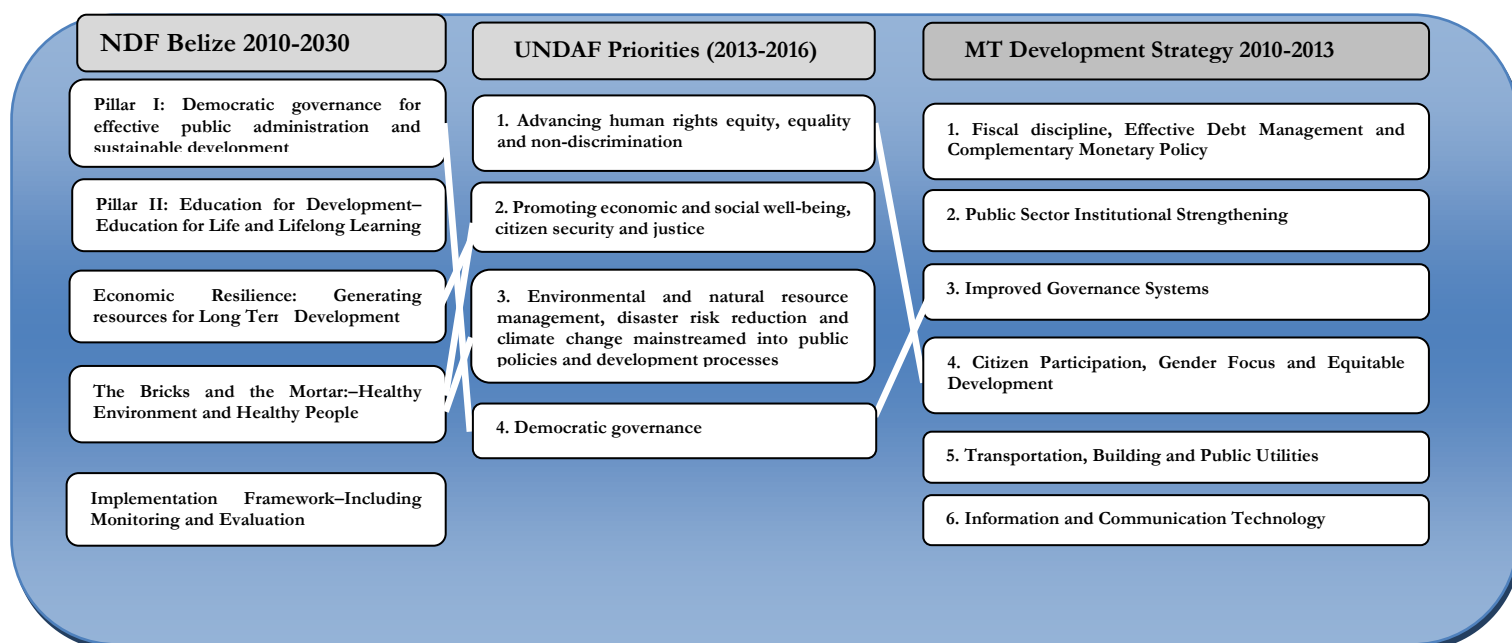 NDF Belize 2010-2030
Pillar I: Democratic governance for
effective public administration and
sustainable development
Pillar II: Education for Development–
Education for Life and Lifelong Learning
Economic Resilience: Generating
resources for Long Terr Development
The Bricks and the Mortar:–Healthy
Environment and Healthy People
Implementation Framework–Including
Monitoring and Evaluation
UNDAF Priorities (2013-2016)
1. Advancing human rights equity, equality
and non-discrimination
2. Promoting economic and social well-being,
citizen security and justice
3. Environmental and natural resource
management, disaster risk reduction and
climate change mainstreamed into public
policies and development processes
4. Democratic governance
MT Development Strategy 2010-2013
1. Fiscal discipline, Effective Debt Management and
Complementary Monetary Policy
2. Public Sector Institutional Strengthening
3. Improved Governance Systems
4. Citizen Participation, Gender Focus and Equitable
Development
5. Transportation, Building and Public Utilities
6. Information and Communication Technology